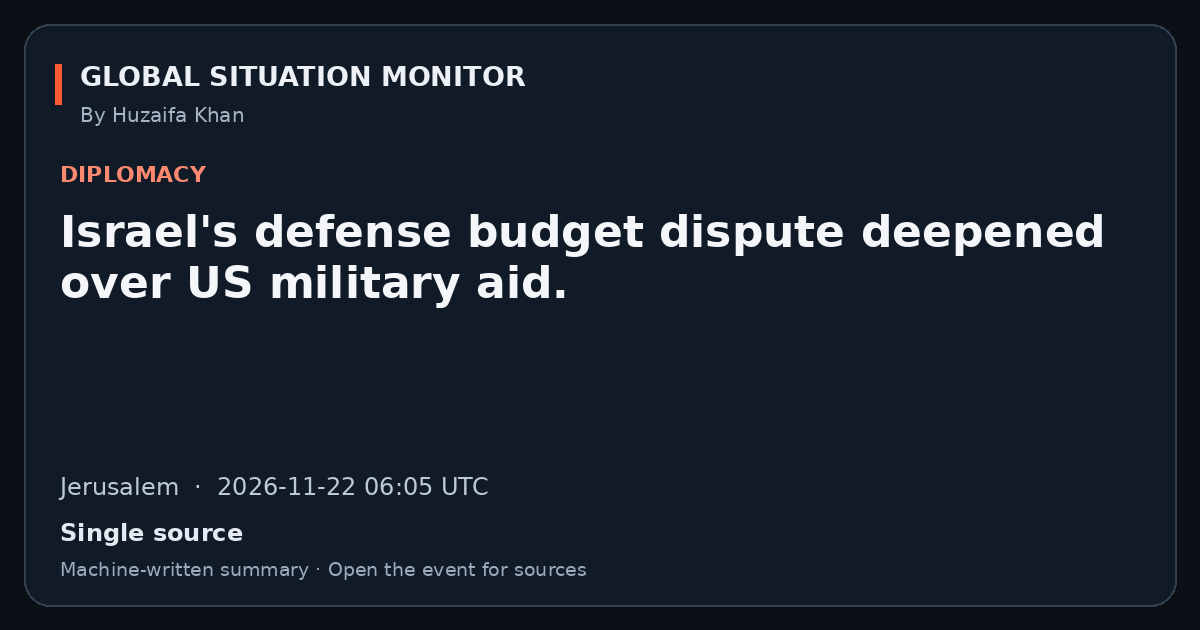 GLOBAL SITUATION MONITOR
By Huzaifa Khan
DIPLOMACY
Israel's defense budget dispute deepened
over US military aid.
Jerusalem · 2026-11-22 06:05 UTC
Single source
Machine-written summary · Open the event for sources